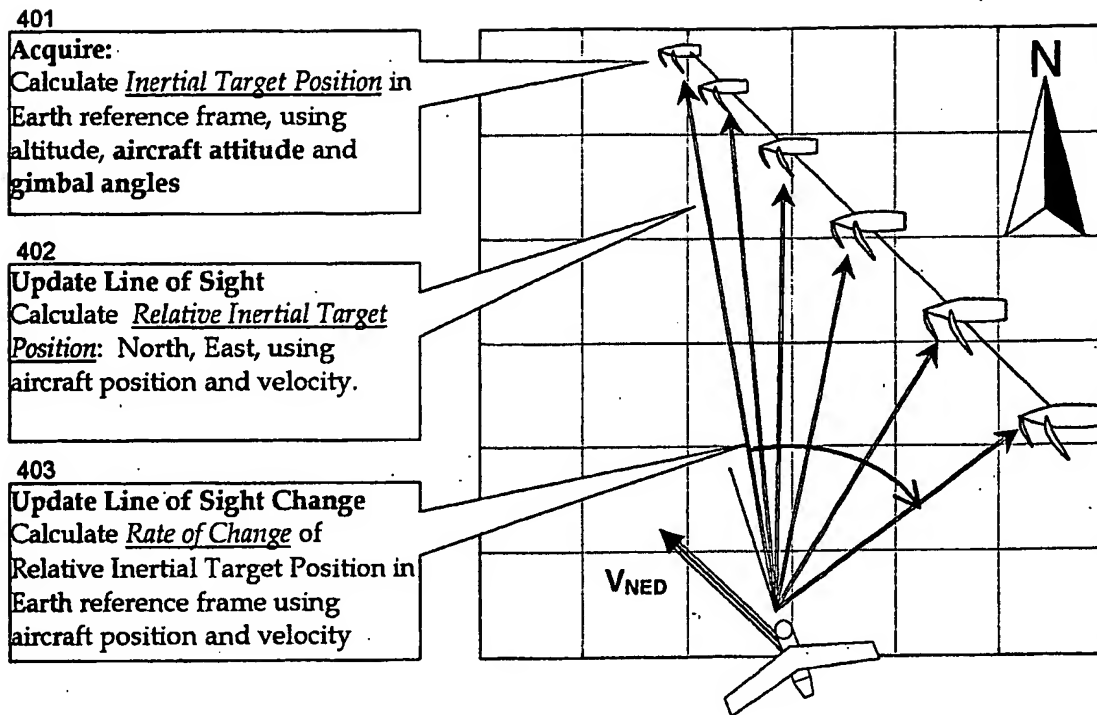 401
Acquire:
Calculate Inertial Target Position in
Earth reference frame, using
altitude, aircraft attitude and
gimbal angles
402
Update Line of Sight
Calculate Relative Inertial Target
Position: North, East, using
aircraft position and velocity.
403
Update Line of Sight Change
Calculate Rate of Change of
Relative Inertial Target Position in
Earth reference frame using
aircraft position and velocity
N
VNED